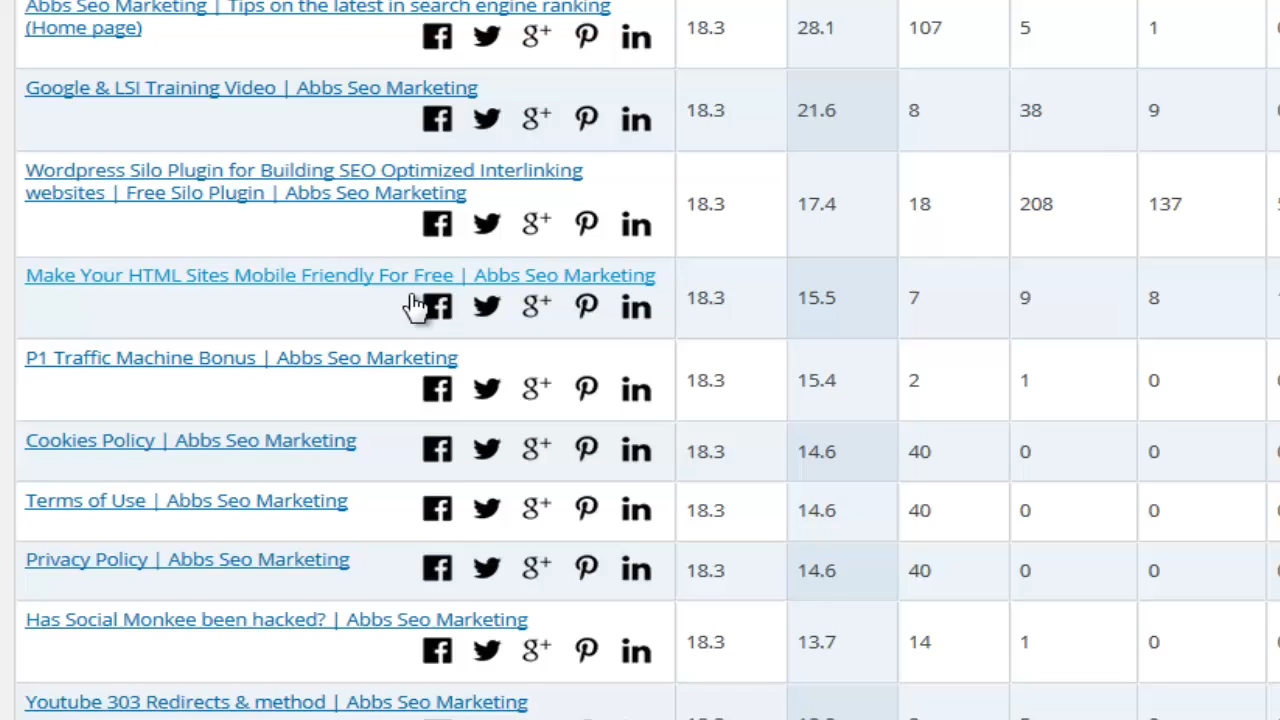 Abbs Seo Marketing | Tips on the latest in search engine ranking
(Home page)
18.3 28.1 107 5 1
Google & LSI Training Video | Abbs Seo Marketing
18.3 21.6 8 38 9
Wordpress Silo Plugin for Building SEO Optimized Interlinking
websites | Free Silo Plugin | Abbs Seo Marketing
18.3 17.4 18 208 137
Make Your HTML Sites Mobile Friendly For Free | Abbs Seo Marketing
18.3 15.5 7 9 8
P1 Traffic Machine Bonus | Abbs Seo Marketing
18.3 15.4 2 1 0
Cookies Policy | Abbs Seo Marketing 18.3 14.6 40 0 0
Terms of Use | Abbs Seo Marketing 18.3 14.6 40 0 0
Privacy Policy | Abbs Seo Marketing 18.3 14.6 40 0 0
Has Social Monkee been hacked? | Abbs Seo Marketing
18.3 13.7 14 1 0
Youtube 303 Redirects & method | Abbs Seo Marketing